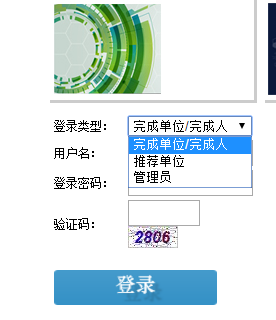 登录类型： 完成单位/完成人
完成单位/完成人
用户名：
推荐单位
管理员
登录密码：
验证码：
2806
登录